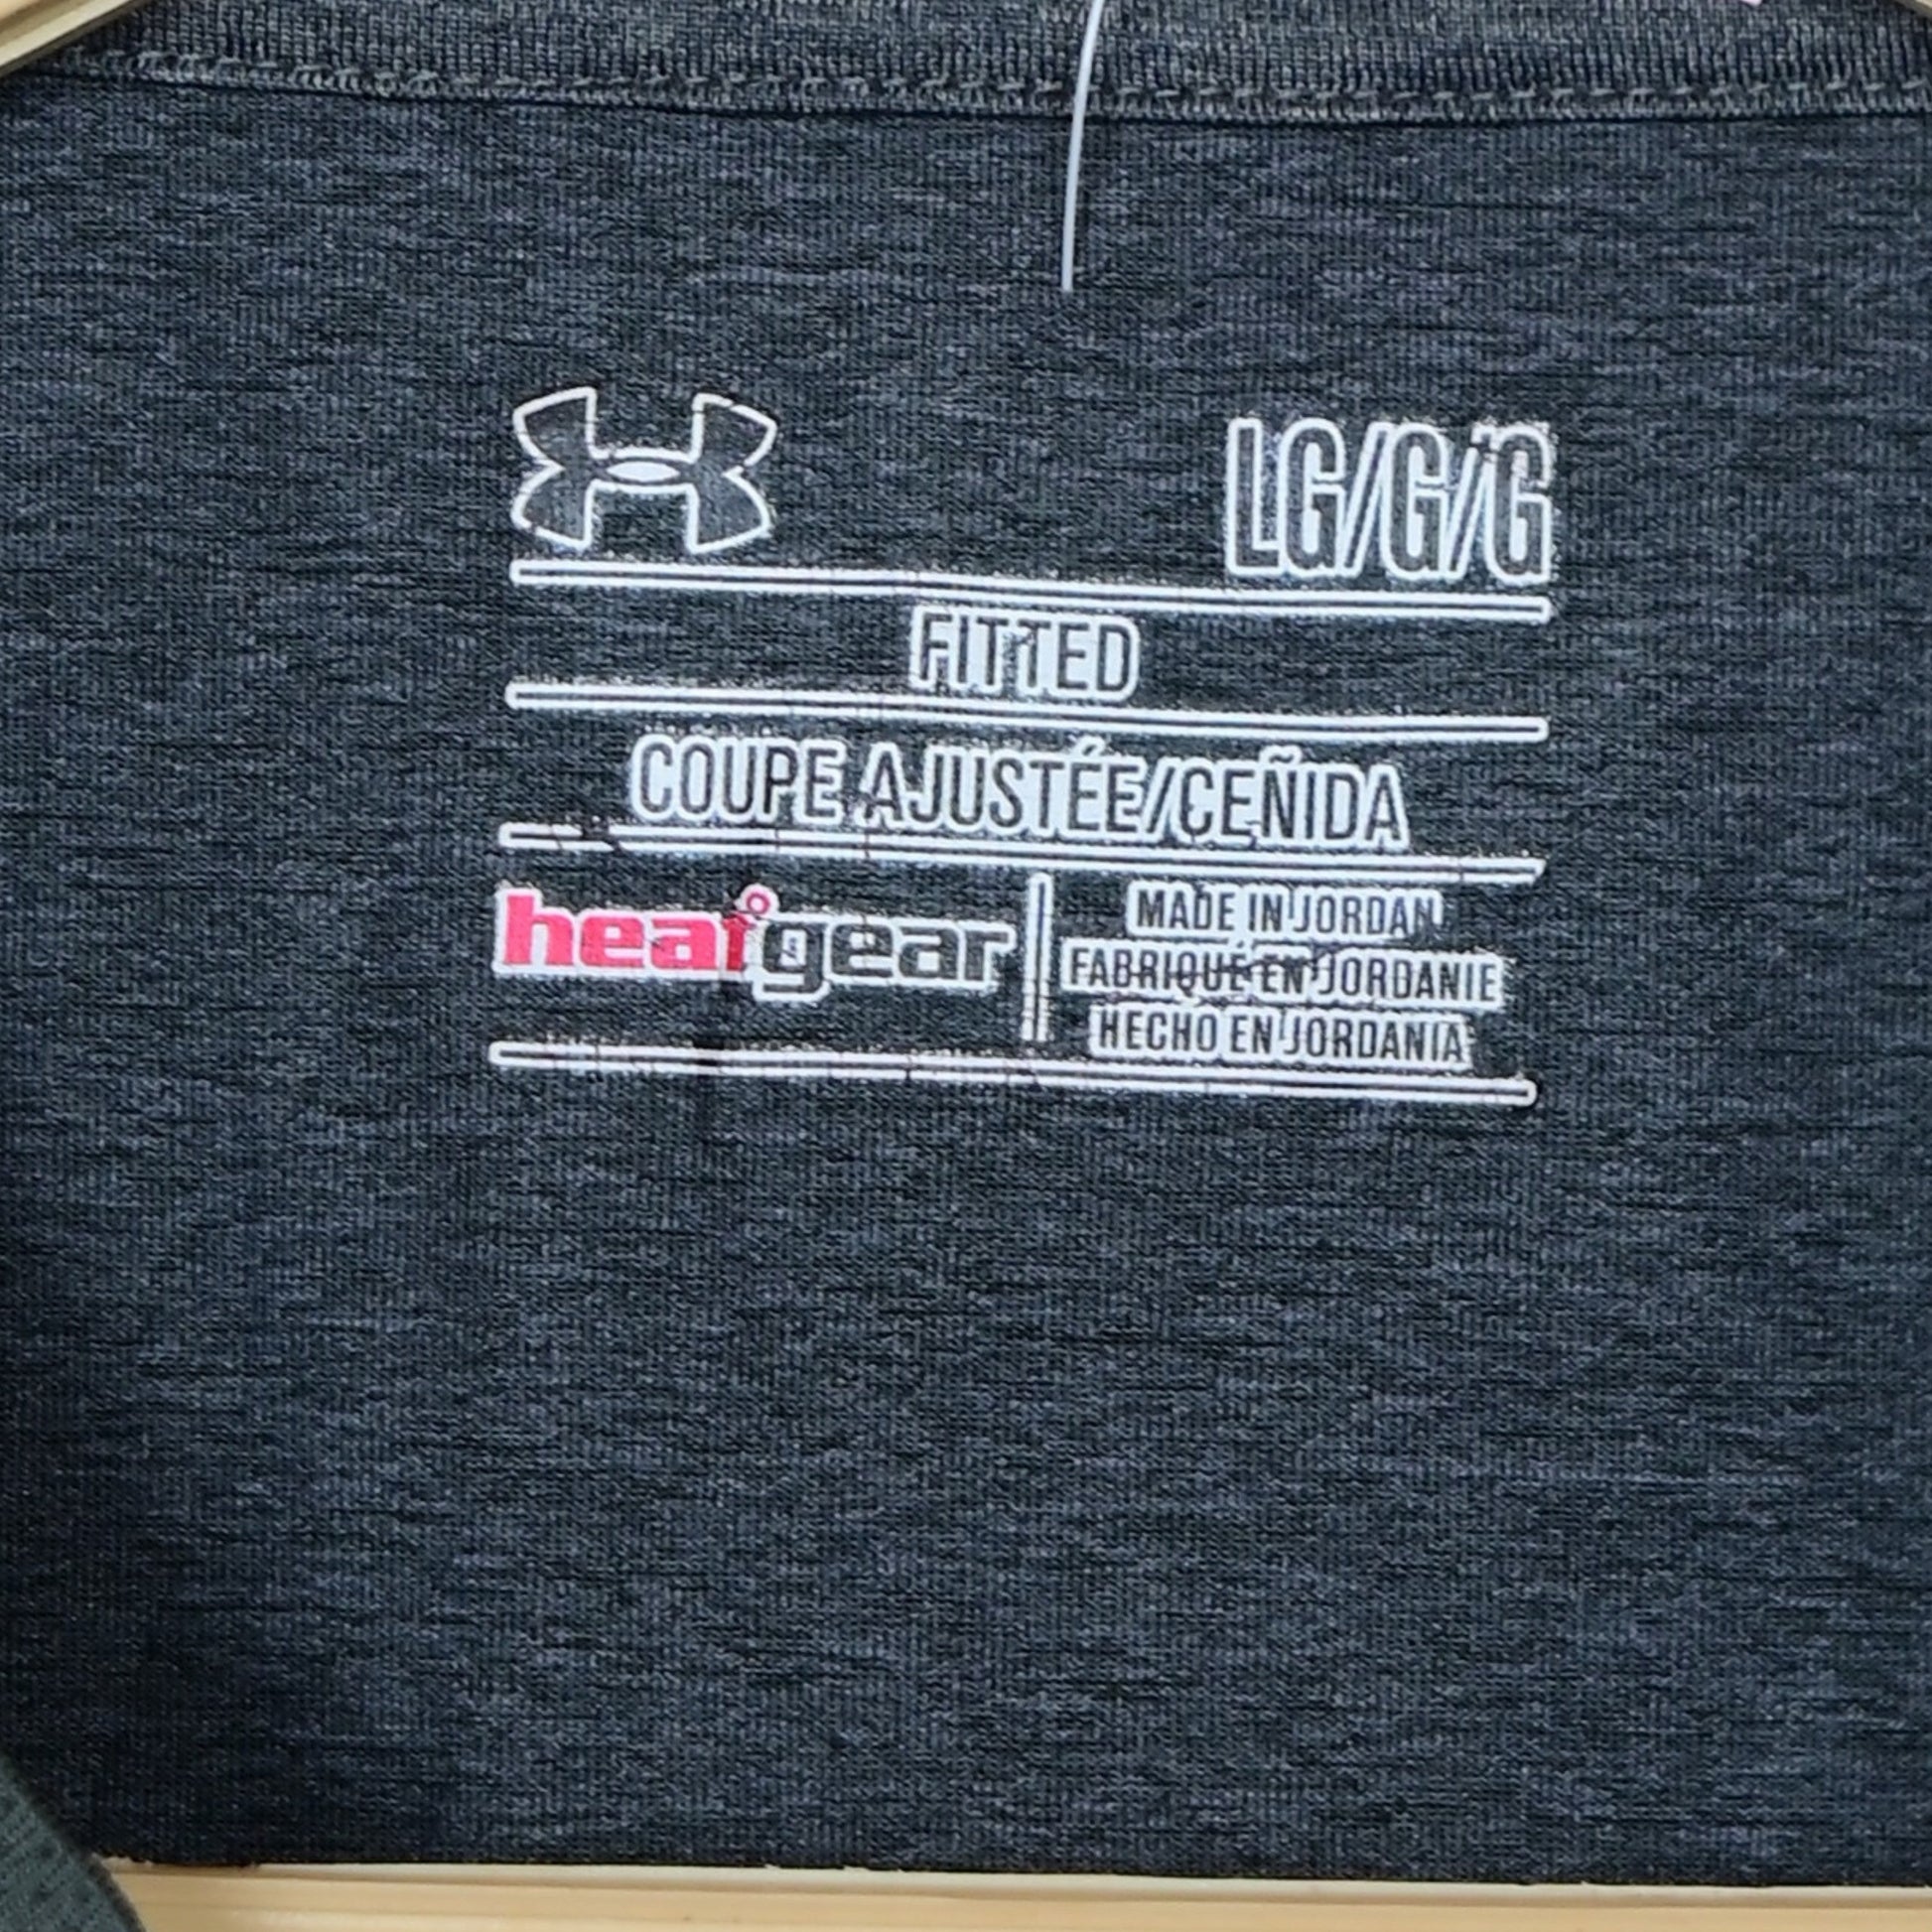 LG/G/G
FITTED
COUPE AJUSTÉE/CEÑIDA
heatgear
MADE IN JORDAN
FABRIQUÉ EN JORDANIE
HECHO EN JORDANIA